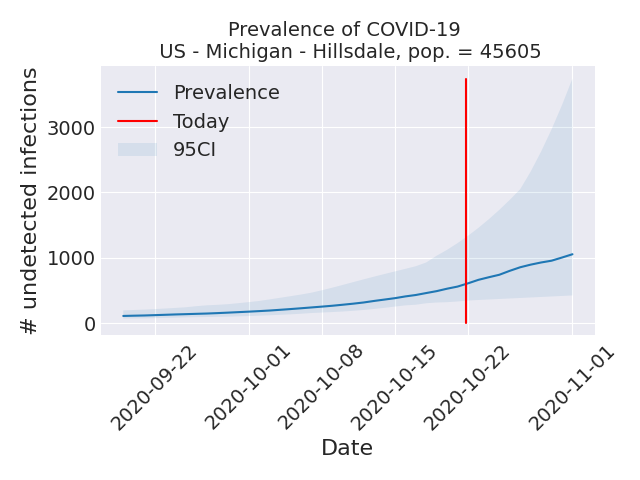 Prevalence of COVID-19
US - Michigan - Hillsdale, pop. = 45605
# undetected infections
3000
2000
1000
0
Prevalence
Today
95CI
2020-09-22
2020-10-01
2020-10-08
2020-10-15
2020-10-22
2020-11-01
Date